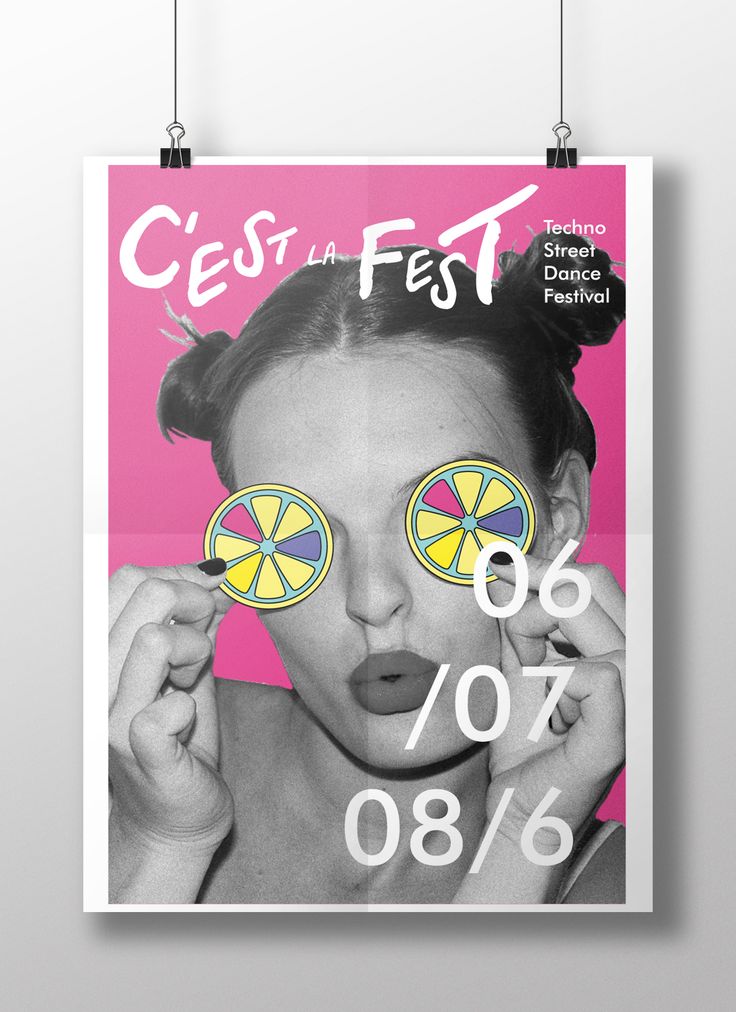 C'EST LA FEST
Techno
Street
Dance
Festival
06
/07
08/6